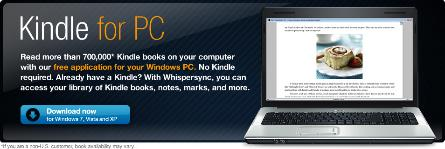 Kindle for PC
Read more than 700,000* Kindle books on your computer
with our free application for your Windows PC. No Kindle
required. Already have a Kindle? With Whispersync, you can
access your library of Kindle books, notes, marks, and more.
Download now
for Windows 7, Vista and XP
*If you are a non-U.S. customer, book availability may vary.